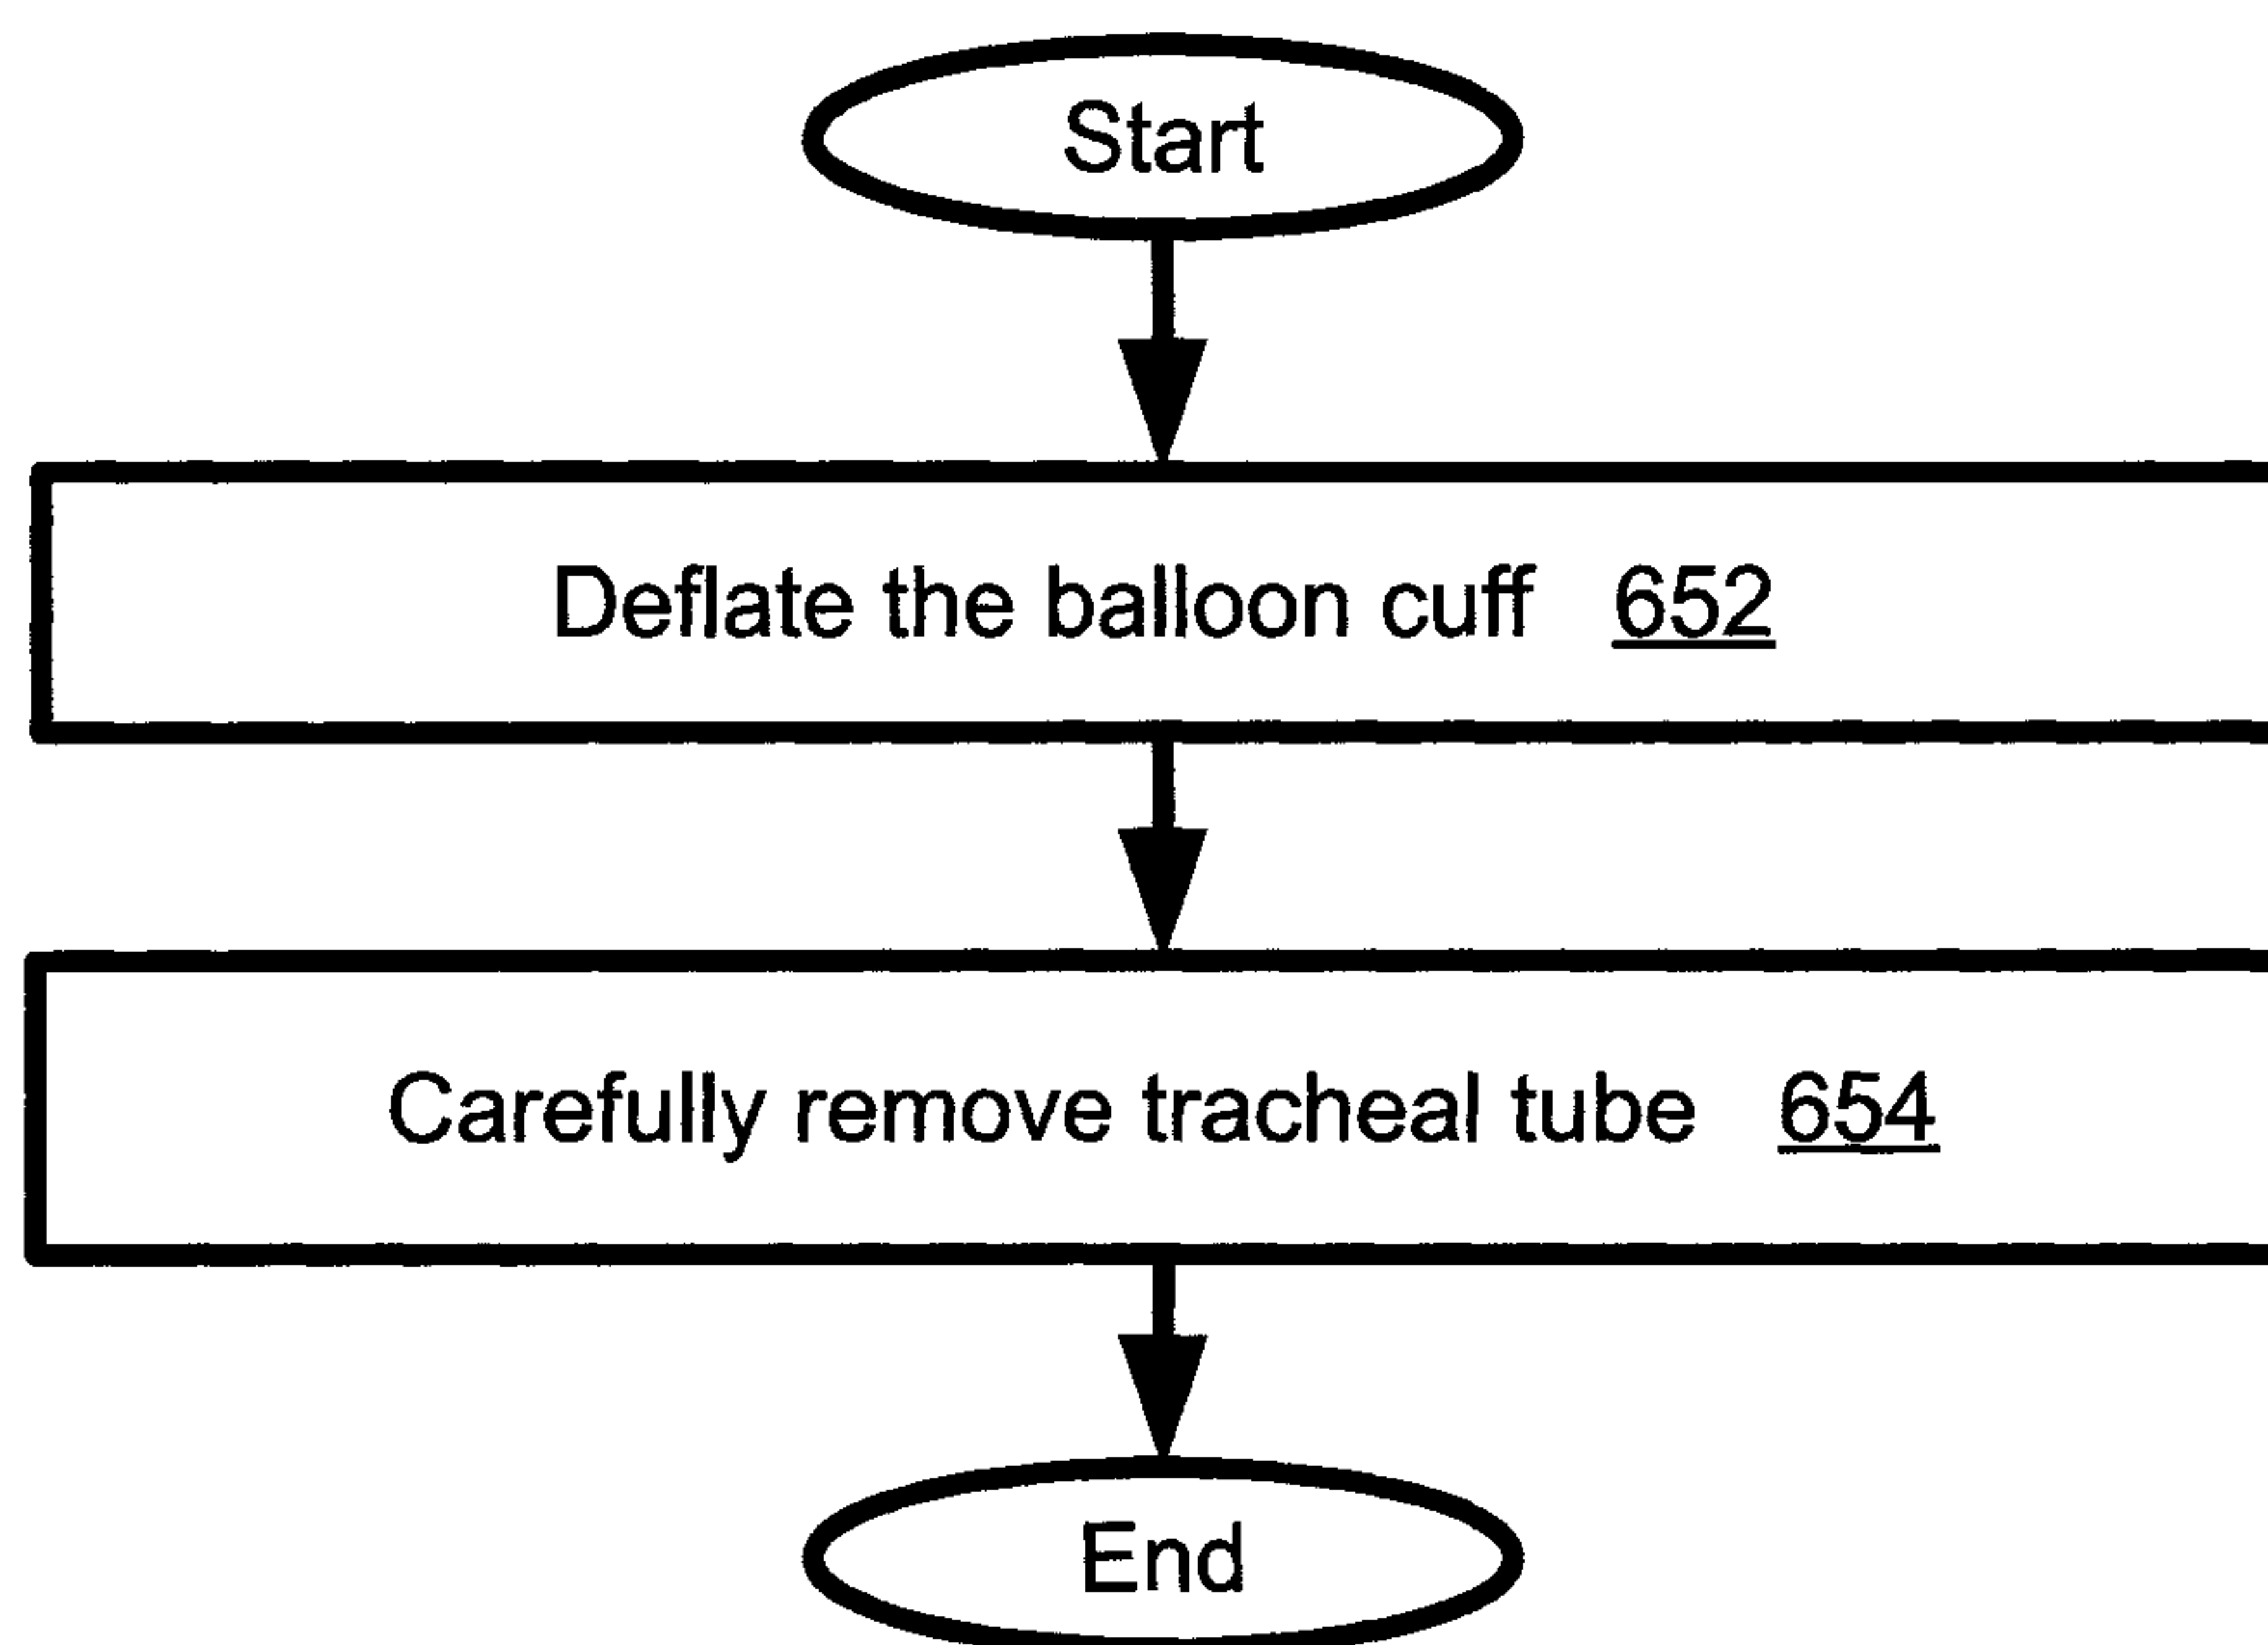 Start
Deflate the balloon cuff 652
Carefully remove tracheal tube 654
End